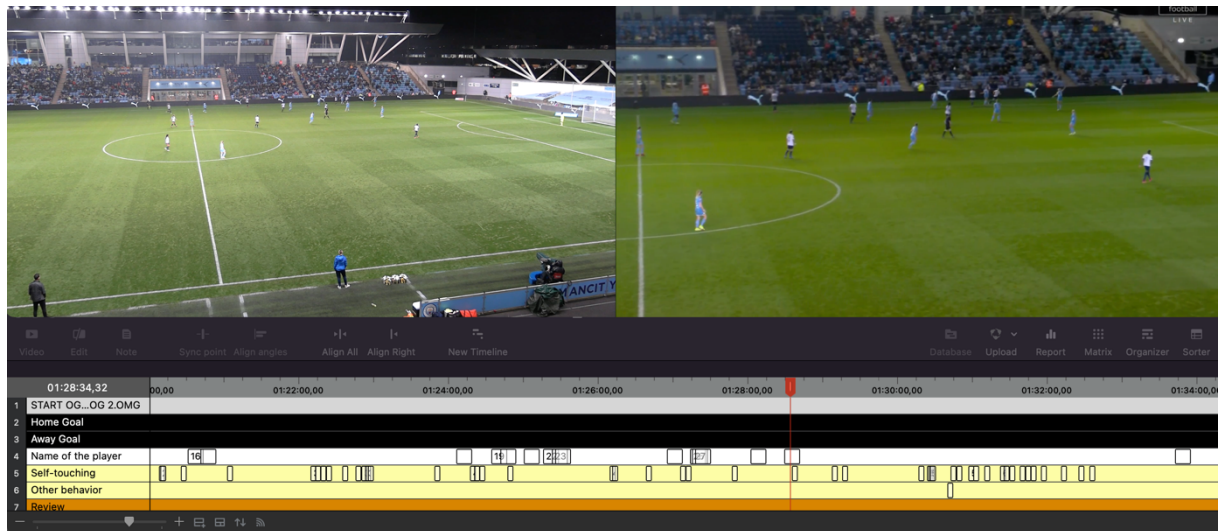 football
LIVE
MANCIT Y
Video Edit Note Sync point Align angles Align All Align Right New Timeline Database Upload Report Matrix Organizer Sorter
01:28:34,32 00,00 01:22:00,00 01:24:00,00 01:26:00,00 01:28:00,00 01:30:00,00 01:32:00,00 01:34:00,0
1 START OG...OG 2.OMG
2 Home Goal
3 Away Goal
4 Name of the player 16 19 2 23 27
5 Self-touching
6 Other behavior
7 Review